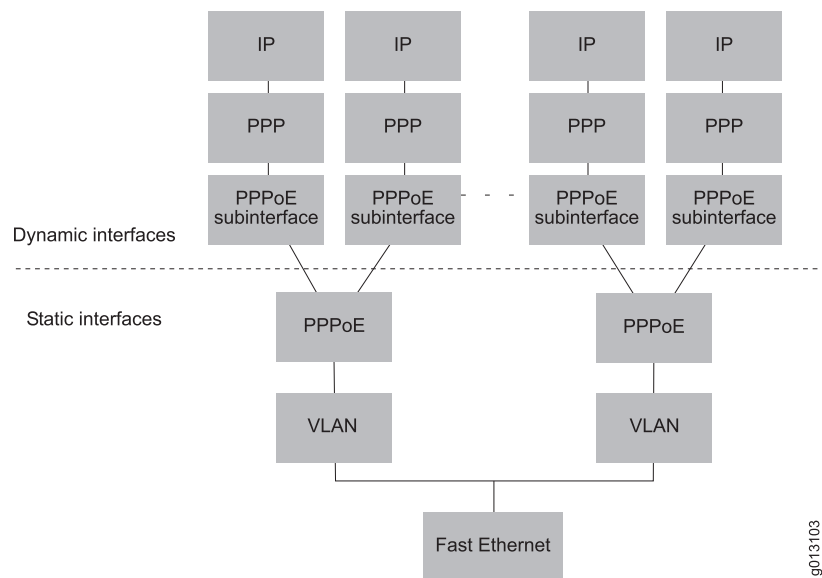 IP IP IP IP
PPP PPP PPP PPP
PPPoE PPPoE PPPoE PPPoE
subinterface subinterface subinterface subinterface
Dynamic interfaces
Static interfaces
PPPoE PPPoE
VLAN VLAN
Fast Ethernet
g013103